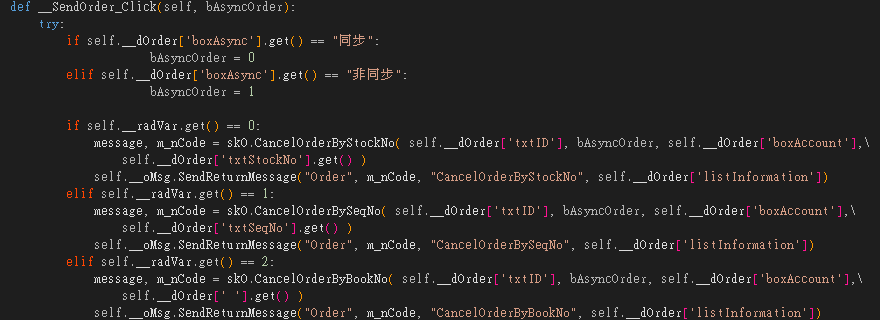 def __SendOrder_Click(self, bAsyncOrder):
try:
if self.__dOrder['boxAsync'].get() == "同步":
bAsyncOrder = 0
elif self.__dOrder['boxAsync'].get() == "非同步":
bAsyncOrder = 1
if self.__radVar.get() == 0:
message, m_nCode = skO.CancelOrderByStockNo( self.__dOrder['txtID'], bAsyncOrder, self.__dOrder['boxAccount'],\
self.__dOrder['txtStockNo'].get() )
self.__oMsg.SendReturnMessage("Order", m_nCode, "CancelOrderByStockNo", self.__dOrder['listInformation'])
elif self.__radVar.get() == 1:
message, m_nCode = skO.CancelOrderBySeqNo( self.__dOrder['txtID'], bAsyncOrder, self.__dOrder['boxAccount'],\
self.__dOrder['txtSeqNo'].get() )
self.__oMsg.SendReturnMessage("Order", m_nCode, "CancelOrderBySeqNo", self.__dOrder['listInformation'])
elif self.__radVar.get() == 2:
message, m_nCode = skO.CancelOrderByBookNo( self.__dOrder['txtID'], bAsyncOrder, self.__dOrder['boxAccount'],\
self.__dOrder[' '].get() )
self.__oMsg.SendReturnMessage("Order", m_nCode, "CancelOrderByBookNo", self.__dOrder['listInformation'])